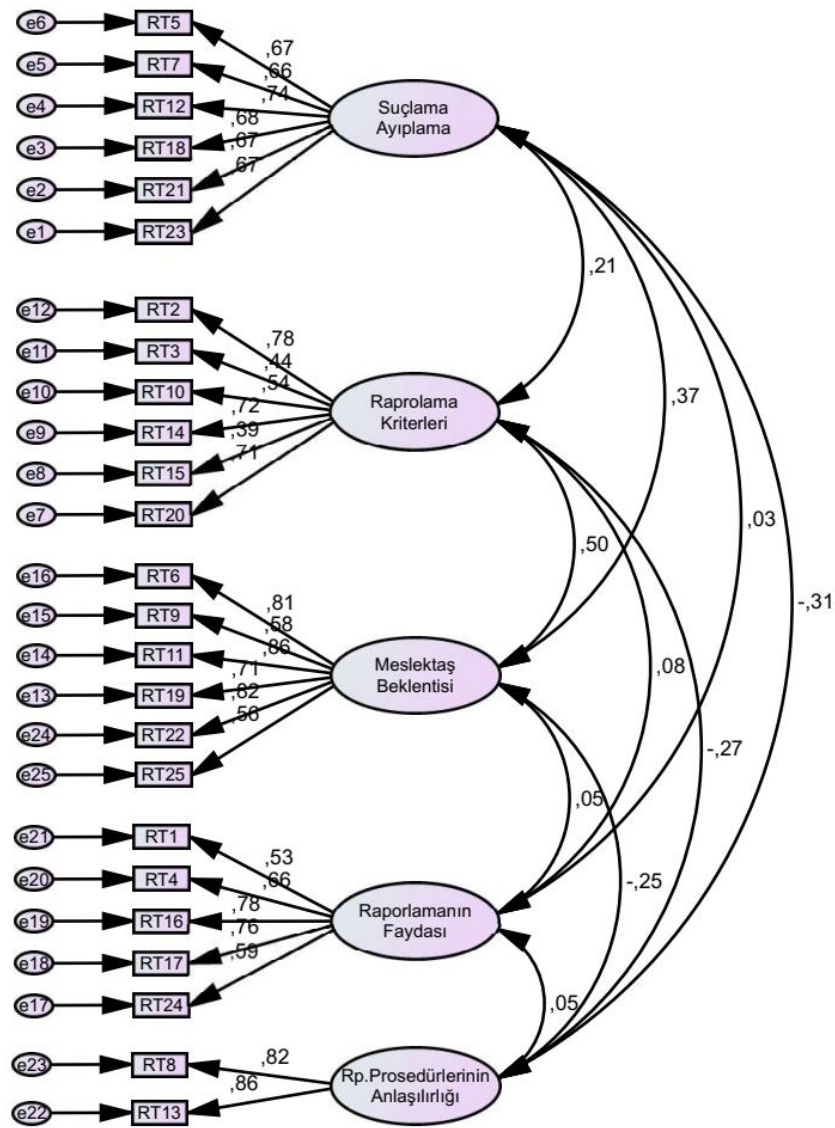 e6 RT5 ,67
e5 RT7 ,66
e4 RT12 ,74
e3 RT18 ,68
e2 RT21 ,67
e1 RT23 ,67
Suçlama
Ayıplama
,21
e12 RT2 ,78
e11 RT3 ,44
e10 RT10 ,54
e9 RT14 ,72
e8 RT15 ,39
e7 RT20 ,71
Raprolama
Kriterleri
,37
,03
,50
-,31
e16 RT6 ,81
e15 RT9 ,58
e14 RT11 ,86
e13 RT19 ,71
e24 RT22 ,82
e25 RT25 ,56
Meslektaş
Beklentisi
,08
-,27
,05
e21 RT1 ,53
e20 RT4 ,66
e19 RT16 ,78
e18 RT17 ,76
e17 RT24 ,59
Raporlamanın
Faydası
-,25
,05
e23 RT8 ,82
e22 RT13 ,86
Rp.Prosedürlerinin
Anlaşılırlığı